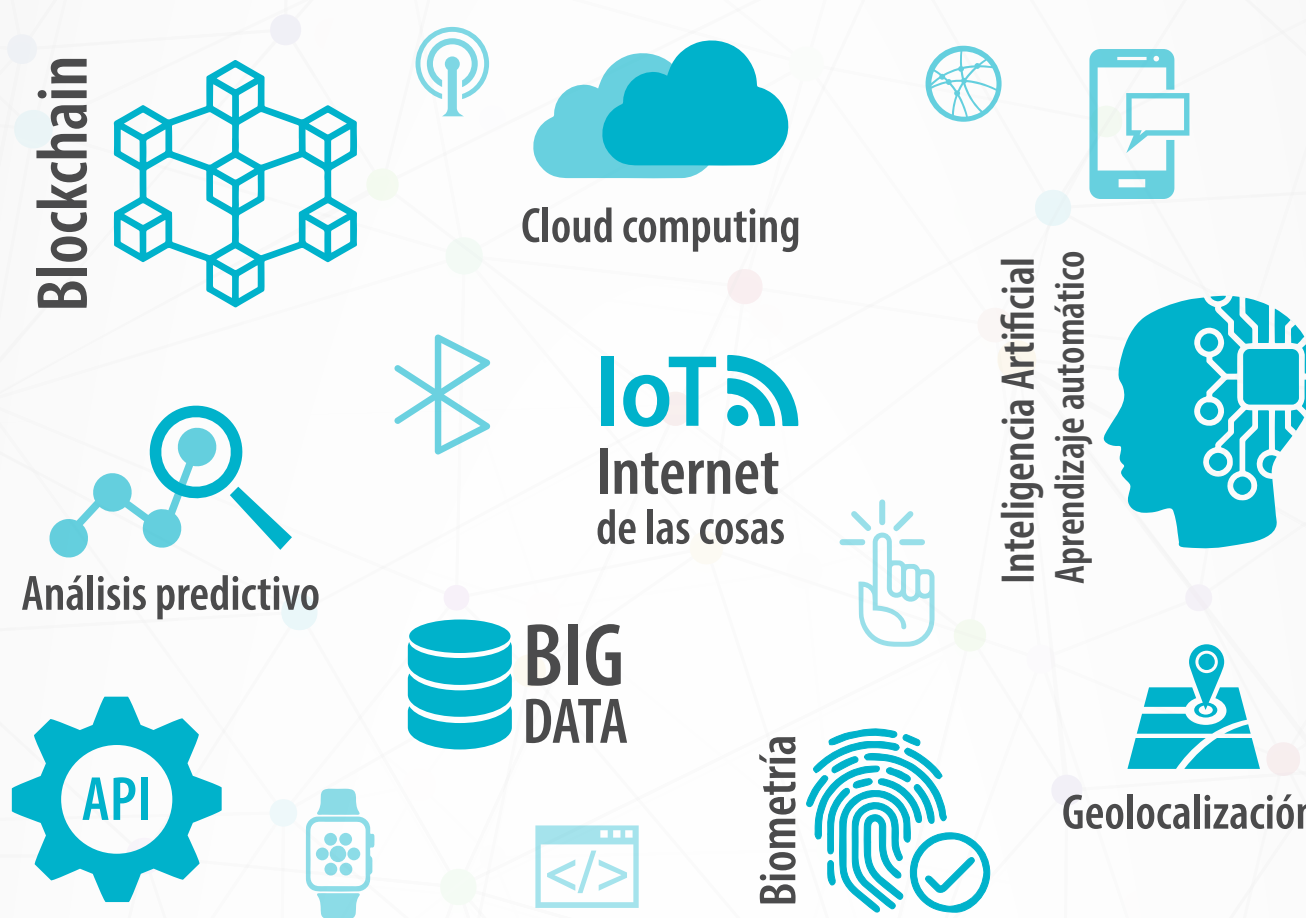 Blockchain
Cloud computing
IoT
Internet
de las cosas
Inteligencia Artificial
Aprendizaje automático
Análisis predictivo
BIG
DATA
API
</>
Biometría
Geolocalización